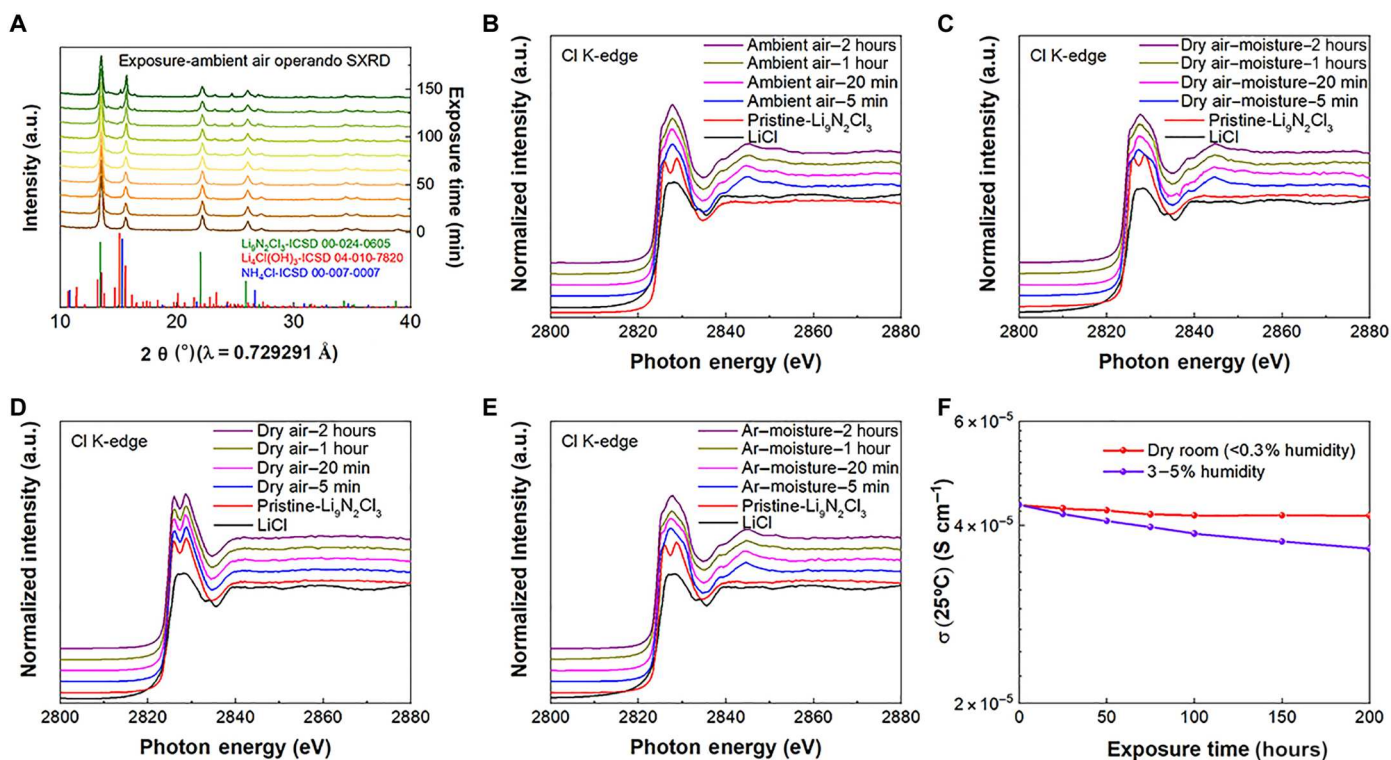 A
Exposure-ambient air operando SXRD
Intensity (a.u.)
Exposure time (min)
150
100
50
0
Li₉N₂Cl₃-ICSD 00-024-0605
Li₄Cl(OH)₃-ICSD 04-010-7820
NH₄Cl-ICSD 00-007-0007
10 20 30 40
2 θ (°)(λ = 0.729291 Å)
B
Cl K-edge
Normalized intensity (a.u.)
Ambient air–2 hours
Ambient air–1 hour
Ambient air–20 min
Ambient air–5 min
Pristine-Li₉N₂Cl₃
LiCl
2800 2820 2840 2860 2880
Photon energy (eV)
C
Cl K-edge
Normalized intensity (a.u.)
Dry air–moisture–2 hours
Dry air–moisture–1 hour
Dry air–moisture–20 min
Dry air–moisture–5 min
Pristine-Li₉N₂Cl₃
LiCl
2800 2820 2840 2860 2880
Photon energy (eV)
D
Cl K-edge
Normalized intensity (a.u.)
Dry air–2 hours
Dry air–1 hour
Dry air–20 min
Dry air–5 min
Pristine-Li₉N₂Cl₃
LiCl
2800 2820 2840 2860 2880
Photon energy (eV)
E
Cl K-edge
Normalized intensity (a.u.)
Ar–moisture–2 hours
Ar–moisture–1 hour
Ar–moisture–20 min
Ar–moisture–5 min
Pristine-Li₉N₂Cl₃
LiCl
2800 2820 2840 2860 2880
Photon energy (eV)
F
6 × 10⁻⁵
4 × 10⁻⁵
2 × 10⁻⁵
σ (25°C) (S cm⁻¹)
Dry room (<0.3% humidity)
3–5% humidity
0 50 100 150 200
Exposure time (hours)